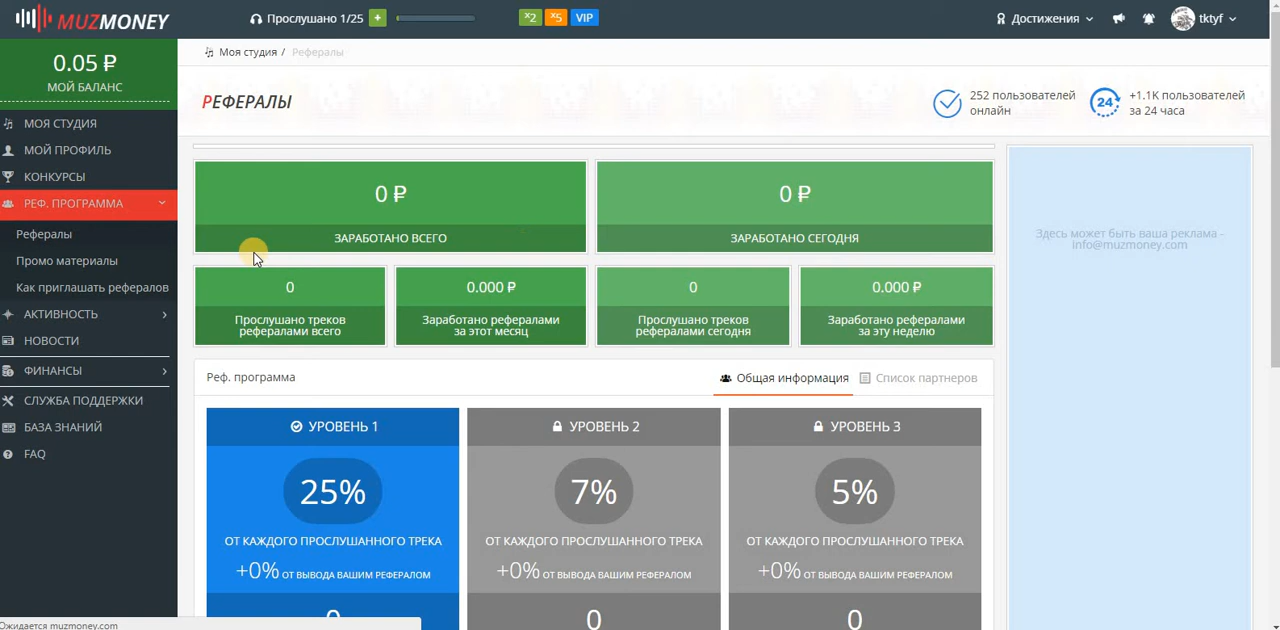 MUZMONEY
Прослушано 1/25
+
x2 x5 VIP
Достижения
tktyf
0.05 ₽
МОЙ БАЛАНС
МОЯ СТУДИЯ
МОЙ ПРОФИЛЬ
КОНКУРСЫ
РЕФ. ПРОГРАММА
Рефералы
Промо материалы
Как приглашать рефералов
АКТИВНОСТЬ
НОВОСТИ
ФИНАНСЫ
СЛУЖБА ПОДДЕРЖКИ
БАЗА ЗНАНИЙ
FAQ
Моя студия / Рефералы
РЕФЕРАЛЫ
252 пользователей
онлайн
24
+1.1K пользователей
за 24 часа
0 ₽
ЗАРАБОТАНО ВСЕГО
0 ₽
ЗАРАБОТАНО СЕГОДНЯ
0
Прослушано треков
рефералами всего
0.000 ₽
Заработано рефералами
за этот месяц
0
Прослушано треков
рефералами сегодня
0.000 ₽
Заработано рефералами
за эту неделю
Здесь может быть ваша реклама -
info@muzmoney.com
Реф. программа
Общая информация
Список партнеров
УРОВЕНЬ 1
25%
ОТ КАЖДОГО ПРОСЛУШАННОГО ТРЕКА
+0% ОТ ВЫВОДА ВАШИМ РЕФЕРАЛОМ
0
УРОВЕНЬ 2
7%
ОТ КАЖДОГО ПРОСЛУШАННОГО ТРЕКА
+0% ОТ ВЫВОДА ВАШИМ РЕФЕРАЛОМ
0
УРОВЕНЬ 3
5%
ОТ КАЖДОГО ПРОСЛУШАННОГО ТРЕКА
+0% ОТ ВЫВОДА ВАШИМ РЕФЕРАЛОМ
0
Ожидается muzmoney.com